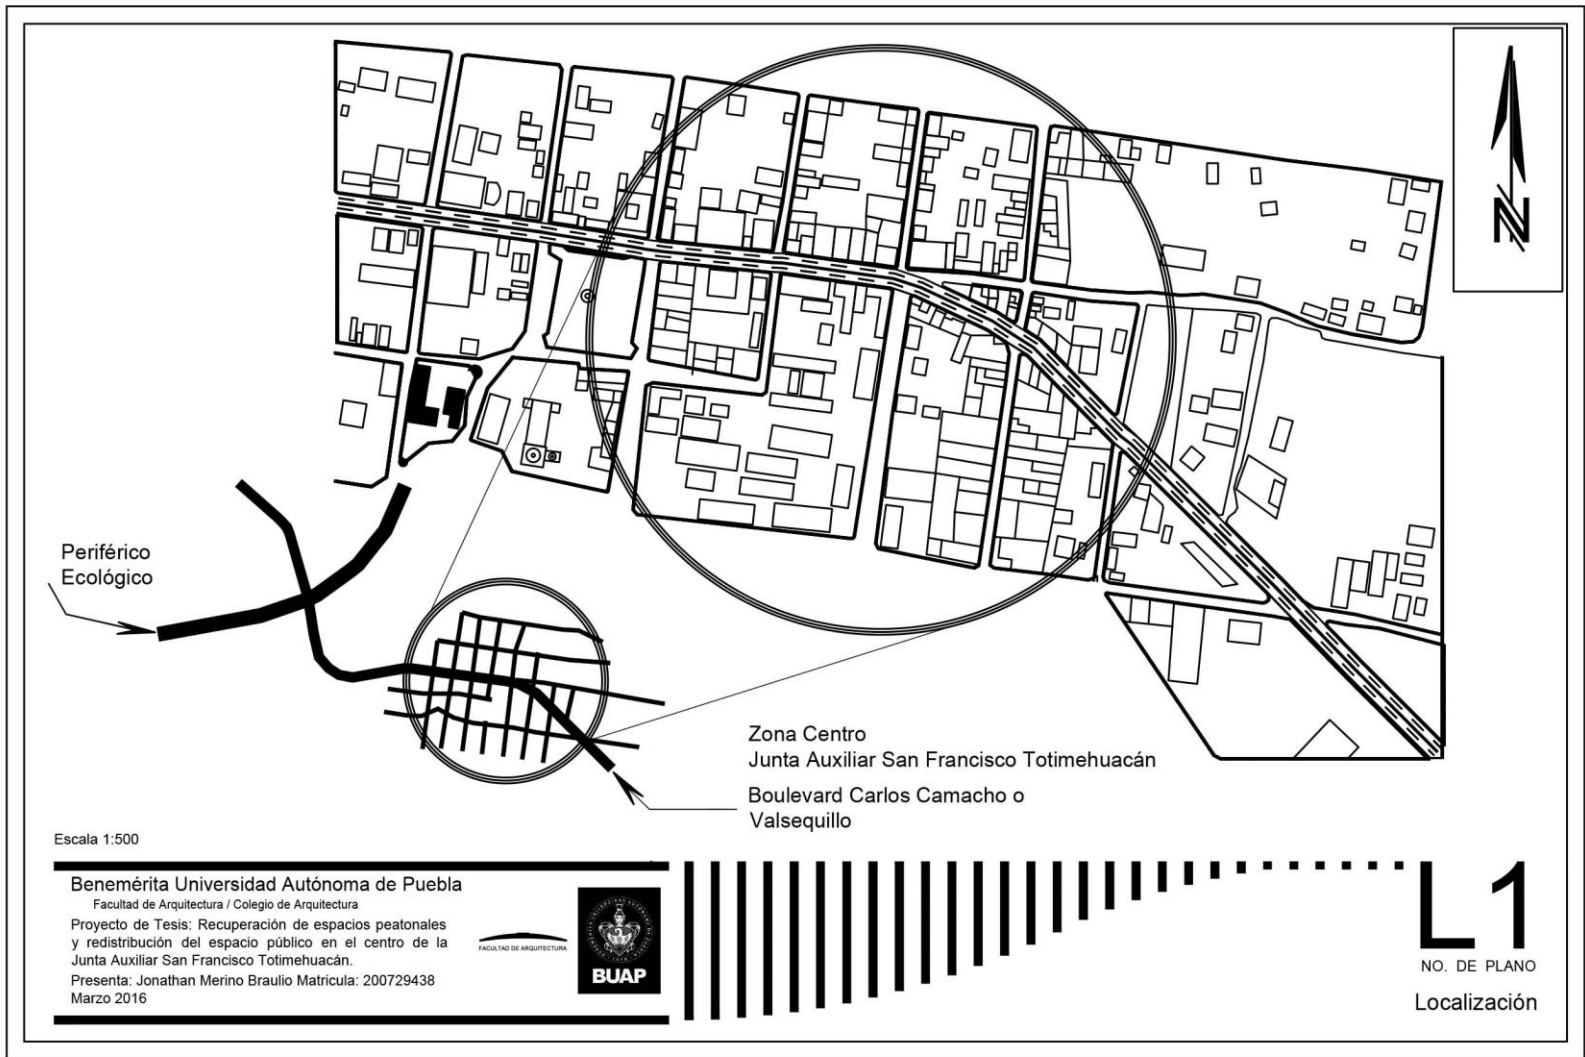 N
Periférico
Ecológico
Zona Centro
Junta Auxiliar San Francisco Totimehuacán
Boulevard Carlos Camacho o
Valsequillo
Escala 1:500
Benemérita Universidad Autónoma de Puebla
Facultad de Arquitectura / Colegio de Arquitectura
Proyecto de Tesis: Recuperación de espacios peatonales
y redistribución del espacio público en el centro de la
Junta Auxiliar San Francisco Totimehuacán.
Presenta: Jonathan Merino Braulio Matricula: 200729438
Marzo 2016
FACULTAD DE ARQUITECTURA
BUAP
L1
NO. DE PLANO
Localización